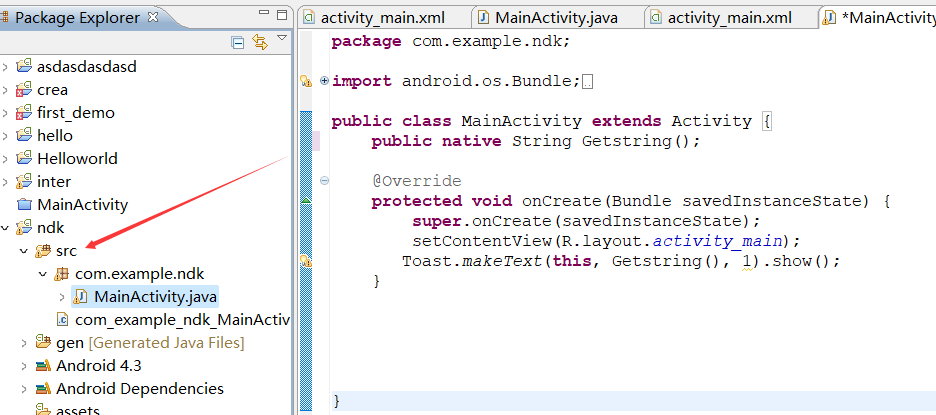 Package Explorer
asdasdasdasd
crea
first_demo
hello
Helloworld
inter
MainActivity
ndk
src
com.example.ndk
MainActivity.java
com_example_ndk_MainActiv
gen [Generated Java Files]
Android 4.3
Android Dependencies
assets
activity_main.xml MainActivity.java activity_main.xml *MainActivity
package com.example.ndk;
import android.os.Bundle;
public class MainActivity extends Activity {
public native String Getstring();
@Override
protected void onCreate(Bundle savedInstanceState) {
super.onCreate(savedInstanceState);
setContentView(R.layout.activity_main);
Toast.makeText(this, Getstring(), 1).show();
}
}